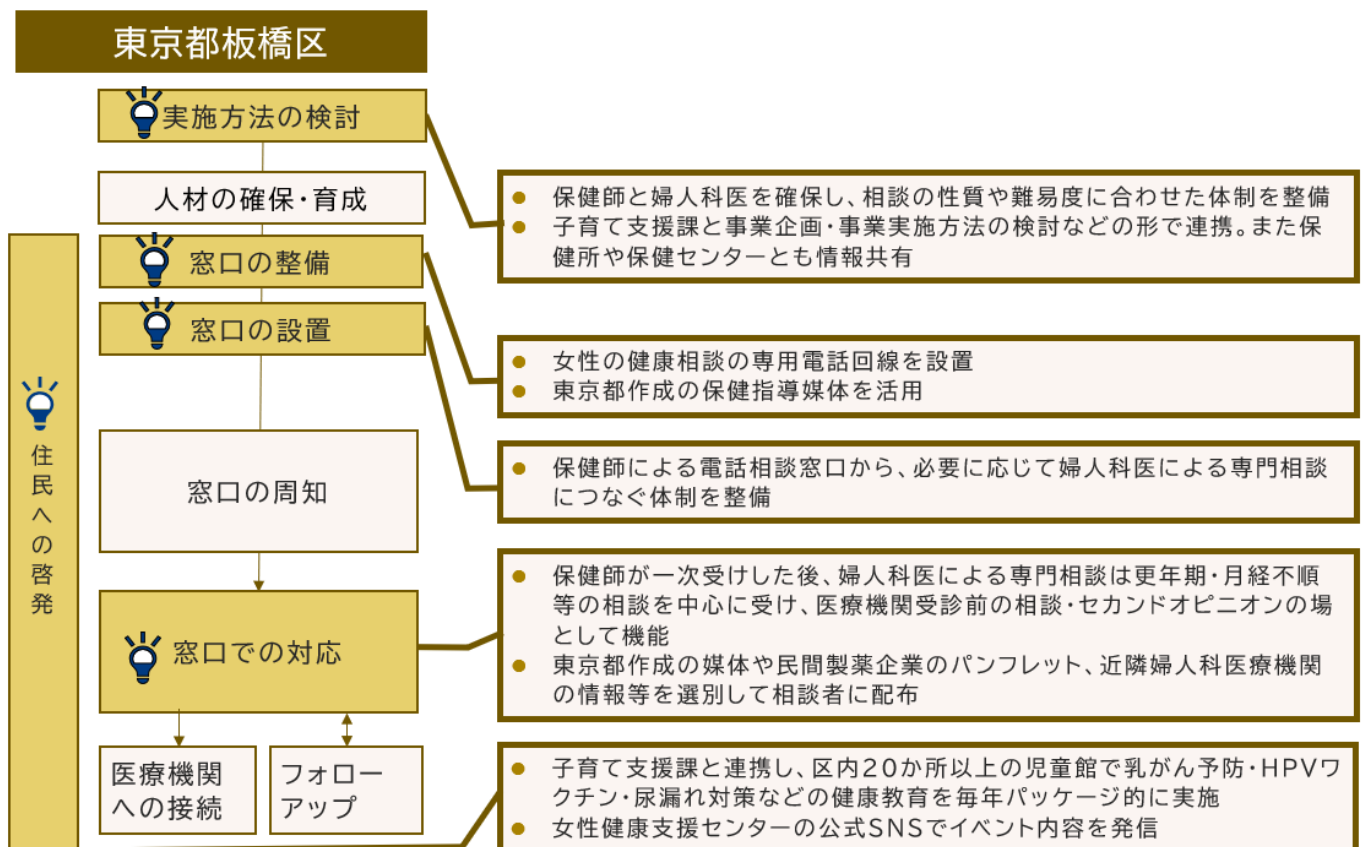 東京都板橋区
実施方法の検討
人材の確保・育成
窓口の整備
窓口の設置
窓口の周知
窓口での対応
医療機関
への接続
フォロー
アップ
住民への啓発
● 保健師と婦人科医を確保し、相談の性質や難易度に合わせた体制を整備
● 子育て支援課と事業企画・事業実施方法の検討などの形で連携。また保
健所や保健センターとも情報共有
● 女性の健康相談の専用電話回線を設置
● 東京都作成の保健指導媒体を活用
● 保健師による電話相談窓口から、必要に応じて婦人科医による専門相談
につなぐ体制を整備
● 保健師が一次受けした後、婦人科医による専門相談は更年期・月経不順
等の相談を中心に受け、医療機関受診前の相談・セカンドオピニオンの場
として機能
● 東京都作成の媒体や民間製薬企業のパンフレット、近隣婦人科医療機関
の情報等を選別して相談者に配布
● 子育て支援課と連携し、区内20か所以上の児童館で乳がん予防・HPVワ
クチン・尿漏れ対策などの健康教育を毎年パッケージ的に実施
● 女性健康支援センターの公式SNSでイベント内容を発信